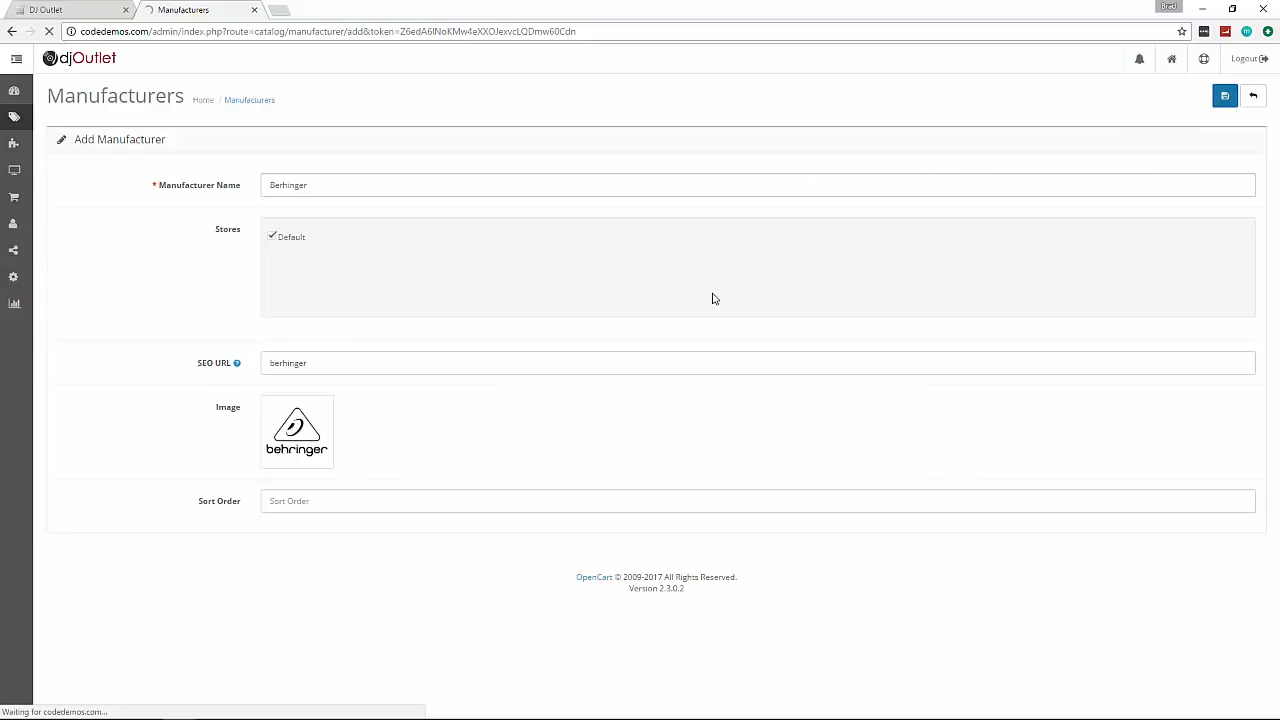 DJ Outlet
Manufacturers
Bred
codedemos.com/admin/index.php?route=catalog/manufacturer/add&token=Z6edA6lNoKMw4eXXOJexvcLQDmw60Cdn
djOutlet
Logout
Manufacturers
Home / Manufacturers
Add Manufacturer
* Manufacturer Name
Berhinger
Stores
Default
SEO URL
berhinger
Image
behringer
Sort Order
Sort Order
OpenCart © 2009-2017 All Rights Reserved.
Version 2.3.0.2
Waiting for codedemos.com...